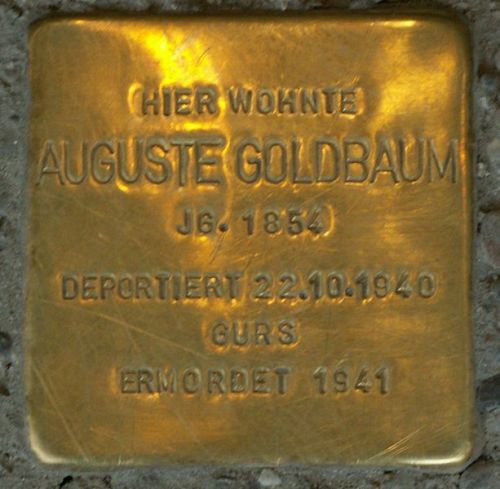 HIER WOHNTE
AUGUSTE GOLDBAUM
JG. 1854
DEPORTIERT 22.10.1940
GURS
ERMORDET 1941